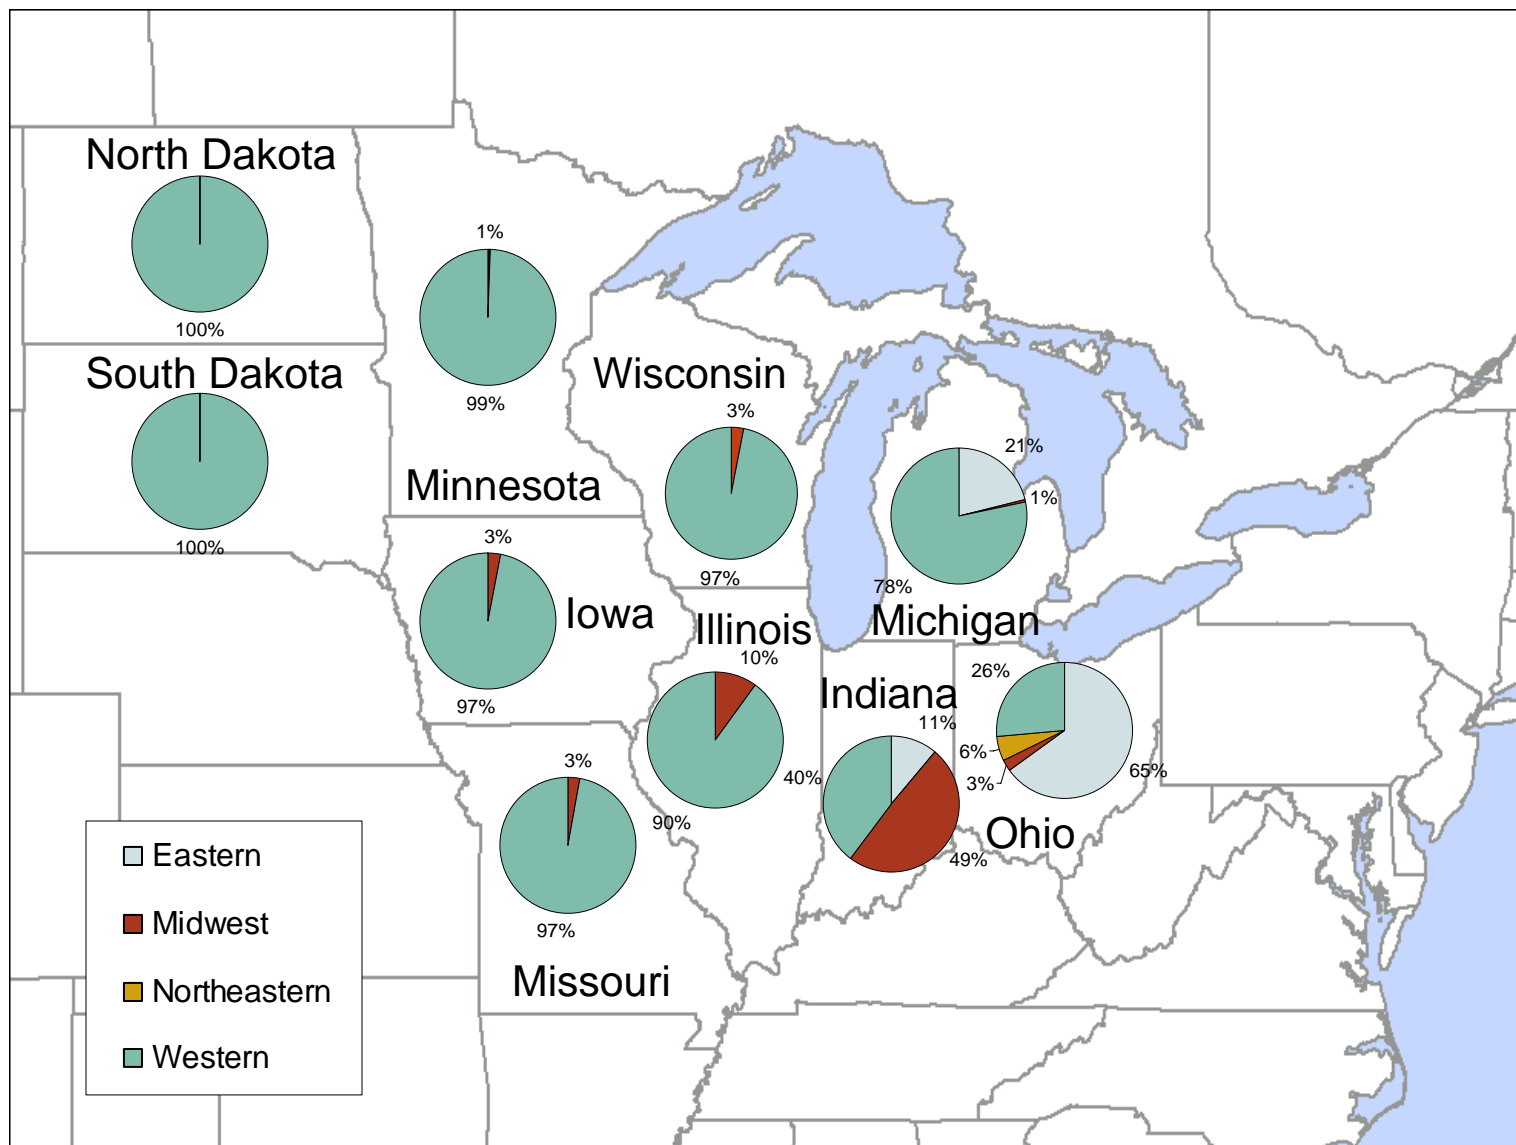 North Dakota
100%
South Dakota
100%
1%
99%
Minnesota
Wisconsin
3%
97%
21%
1%
78%
Michigan
3%
Iowa
97%
Illinois
10%
90%
Indiana
11%
40%
49%
26%
6%
3%
65%
Ohio
3%
97%
Missouri
Eastern
Midwest
Northeastern
Western